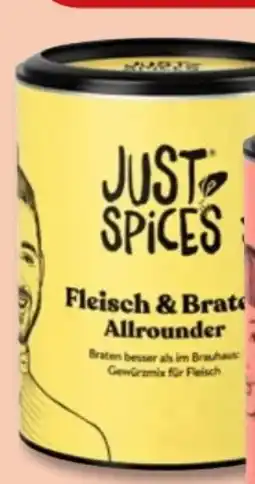 JUST
SPiCES
Fleisch & Brate
Allrounder
Braten besser als im Brauhaus:
Gewürzmix für Fleisch